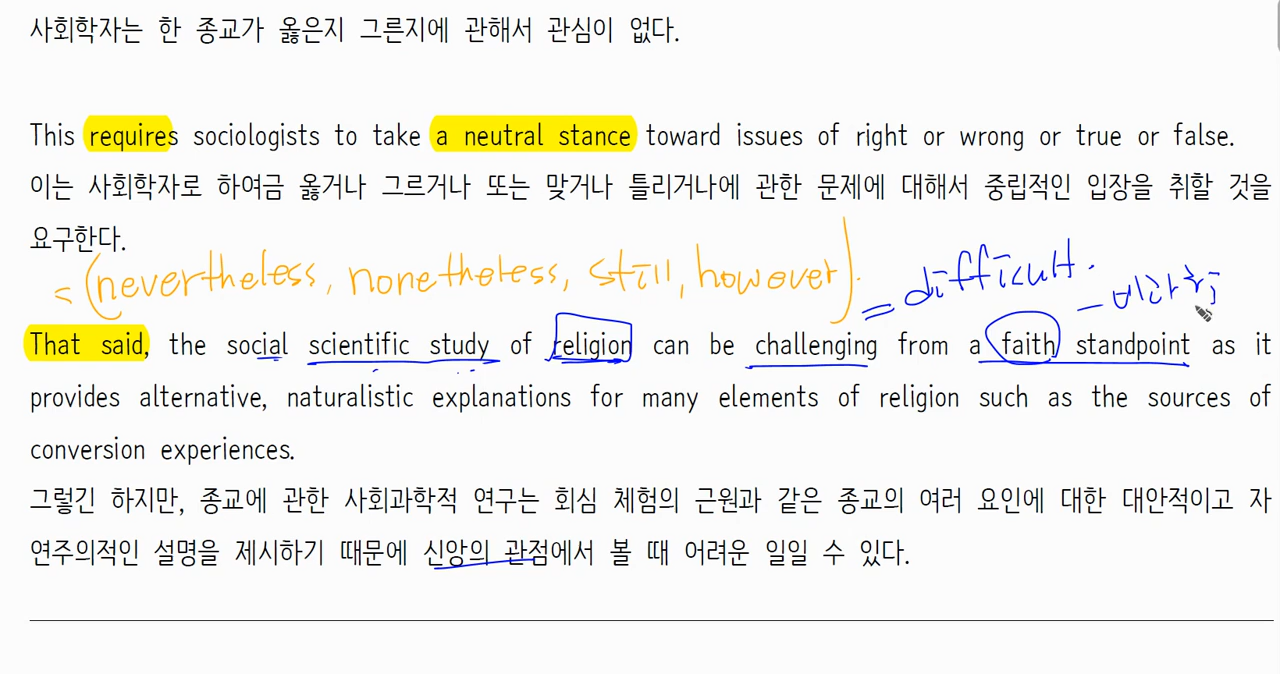 사회학자는 한 종교가 옳은지 그른지에 관해서 관심이 없다.
This requires sociologists to take a neutral stance toward issues of right or wrong or true or false.
이는 사회학자로 하여금 옳거나 그르거나 또는 맞거나 틀리거나에 관한 문제에 대해서 중립적인 입장을 취할 것을
요구한다.
= (nevertheless, nonetheless, still, however).
= difficult.
That said, the social scientific study of religion can be challenging from a faith standpoint as it
provides alternative, naturalistic explanations for many elements of religion such as the sources of
conversion experiences.
그렇긴 하지만, 종교에 관한 사회과학적 연구는 회심 체험의 근원과 같은 종교의 여러 요인에 대한 대안적이고 자
연주의적인 설명을 제시하기 때문에 신앙의 관점에서 볼 때 어려운 일일 수 있다.